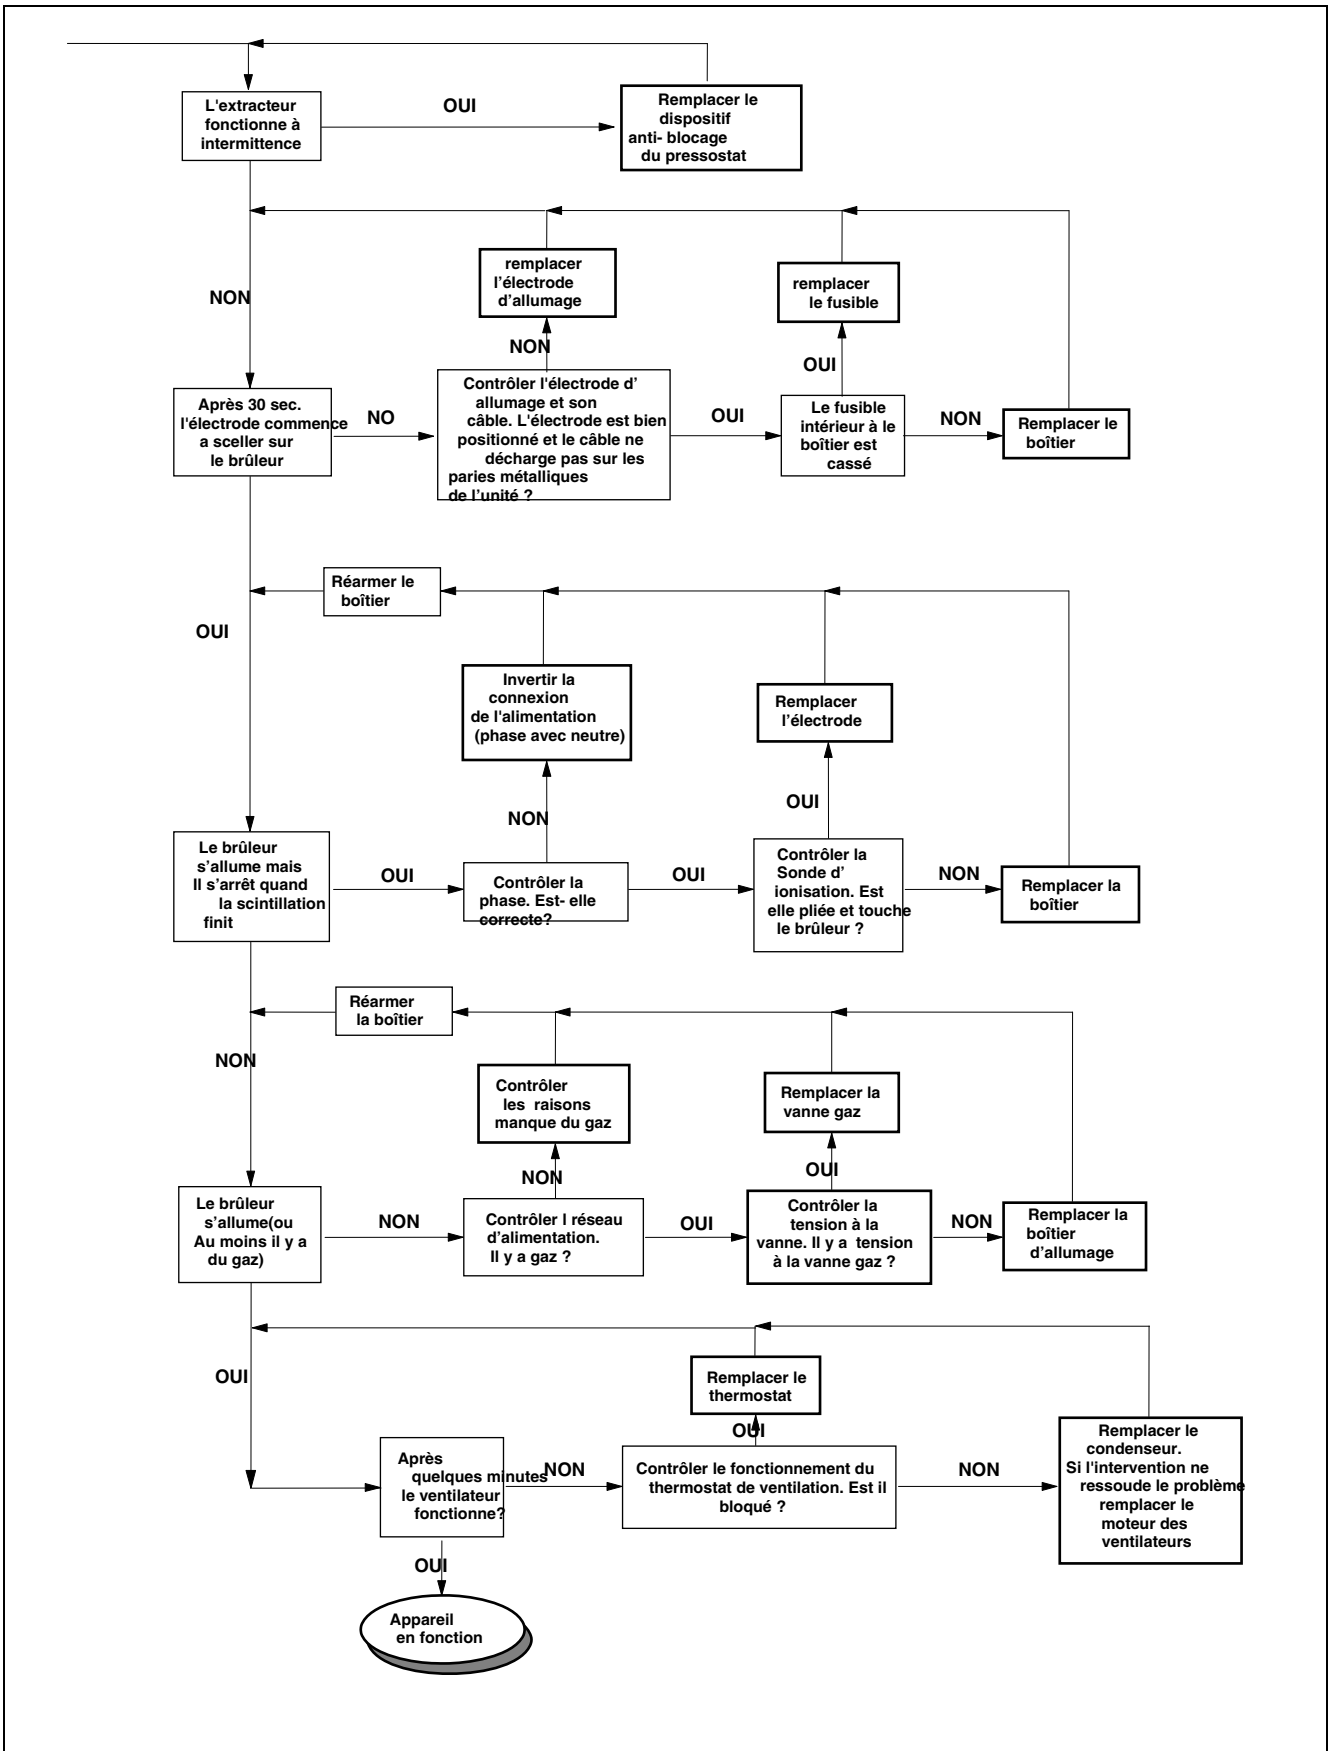 L'extracteur
fonctionne à
intermittence
OUI
Remplacer le
dispositif
anti- blocage
du pressostat
NON
remplacer
l'électrode
d'allumage
remplacer
le fusible
NON
OUI
Après 30 sec.
l'électrode commence
a sceller sur
le brûleur
NO
Contrôler l'électrode d'
allumage et son
câble. L'électrode est bien
positionné et le câble ne
décharge pas sur les
paries métalliques
de l'unité ?
OUI
Le fusible
intérieur à le
boîtier est
cassé
NON
Remplacer le
boîtier
Réarmer le
boîtier
OUI
Invertir la
connexion
de l'alimentation
(phase avec neutre)
Remplacer
l'électrode
NON
OUI
Le brûleur
s'allume mais
Il s'arrêt quand
la scintillation
finit
OUI
Contrôler la
phase. Est- elle
correcte?
OUI
Contrôler la
Sonde d'
ionisation. Est
elle pliée et touche
le brûleur ?
NON
Remplacer la
boîtier
Réarmer
la boîtier
NON
Contrôler
les raisons
manque du gaz
Remplacer la
vanne gaz
NON
OUI
Le brûleur
s'allume(ou
Au moins il y a
du gaz)
NON
Contrôler l réseau
d'alimentation.
Il y a gaz ?
OUI
Contrôler la
tension à la
vanne. Il y a tension
à la vanne gaz ?
NON
Remplacer la
boîtier
d'allumage
OUI
Remplacer le
thermostat
OUI
Après
quelques minutes
le ventilateur
fonctionne?
NON
Contrôler le fonctionnement du
thermostat de ventilation. Est il
bloqué ?
NON
Remplacer le
condenseur.
Si l'intervention ne
ressoude le problème
remplacer le
moteur des
ventilateurs
OUI
Appareil
en fonction